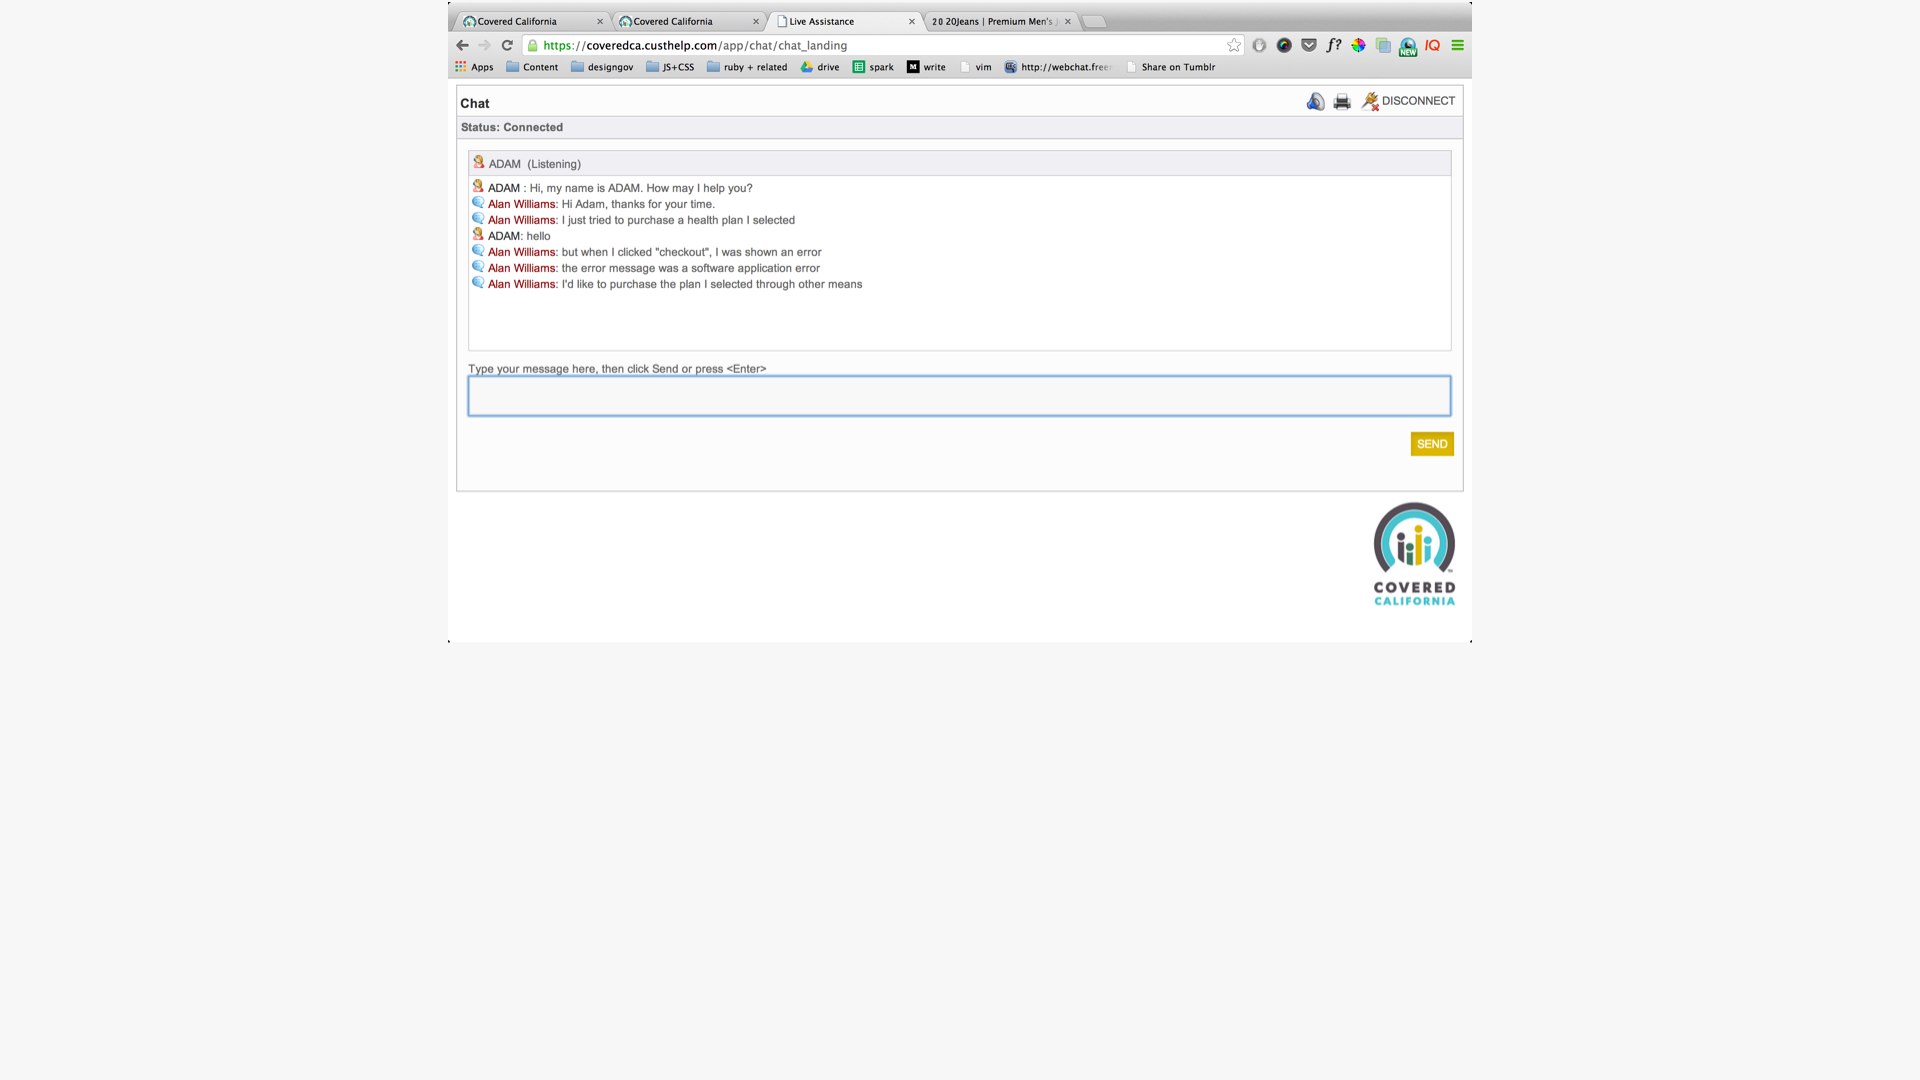 Covered California
Covered California
Live Assistance
20 20Jeans | Premium Men's
https://coveredca.custhelp.com/app/chat/chat_landing
f?
NEW
IQ
Apps
Content
designgov
JS+CSS
ruby + related
drive
spark
M write
vim
http://webchat.free
Share on Tumblr
Chat
DISCONNECT
Status: Connected
ADAM (Listening)
ADAM : Hi, my name is ADAM. How may I help you?
Alan Williams: Hi Adam, thanks for your time.
Alan Williams: I just tried to purchase a health plan I selected
ADAM: hello
Alan Williams: but when I clicked "checkout", I was shown an error
Alan Williams: the error message was a software application error
Alan Williams: I'd like to purchase the plan I selected through other means
Type your message here, then click Send or press <Enter>
SEND
COVERED
CALIFORNIA